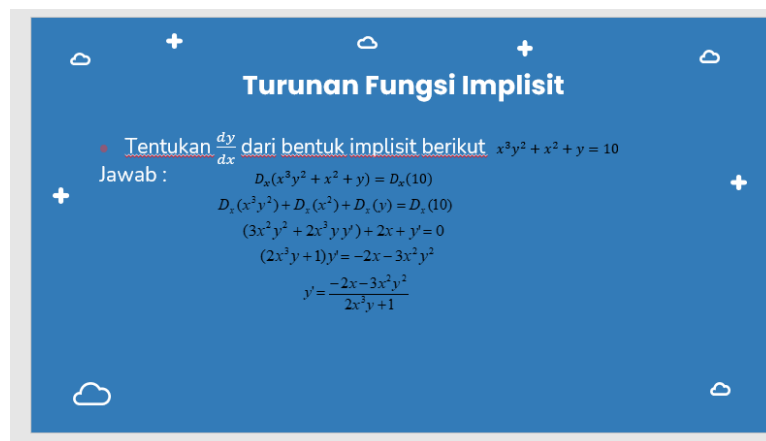 Turunan Fungsi Implisit
• Tentukan dy/dx dari bentuk implisit berikut x³y² + x² + y = 10
Jawab :
Dₓ(x³y² + x² + y) = Dₓ(10)
Dₓ(x³y²) + Dₓ(x²) + Dₓ(y) = Dₓ(10)
(3x²y² + 2x³yy') + 2x + y' = 0
(2x³y + 1)y' = −2x − 3x²y²
y' = (−2x − 3x²y²)/(2x³y + 1)